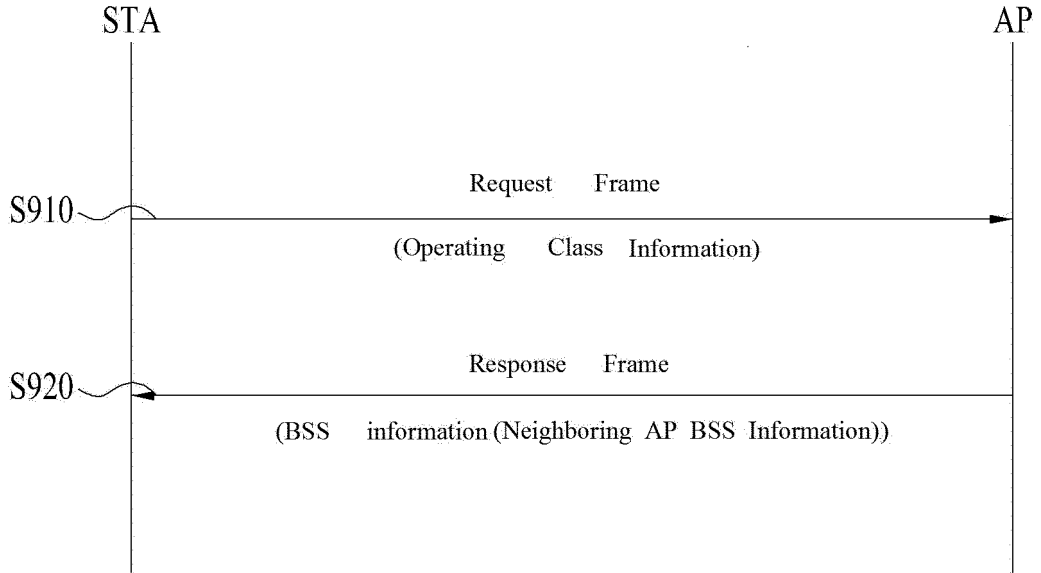 STA AP
Request Frame
S910
(Operating Class Information)
Response Frame
S920
(BSS information (Neighboring AP BSS Information))